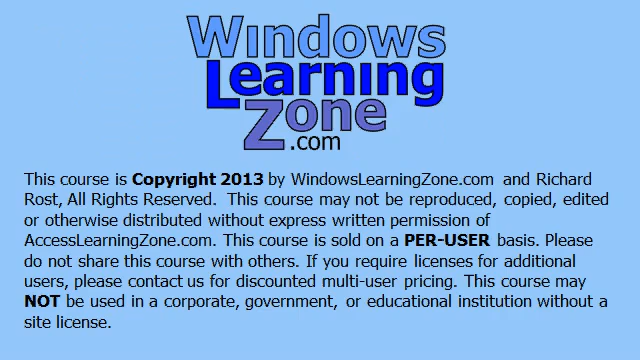 Windows
Learning
Zone
.com
This course is Copyright 2013 by WindowsLearningZone.com and Richard
Rost, All Rights Reserved. This course may not be reproduced, copied, edited
or otherwise distributed without express written permission of
AccessLearningZone.com. This course is sold on a PER-USER basis. Please
do not share this course with others. If you require licenses for additional
users, please contact us for discounted multi-user pricing. This course may
NOT be used in a corporate, government, or educational institution without a
site license.